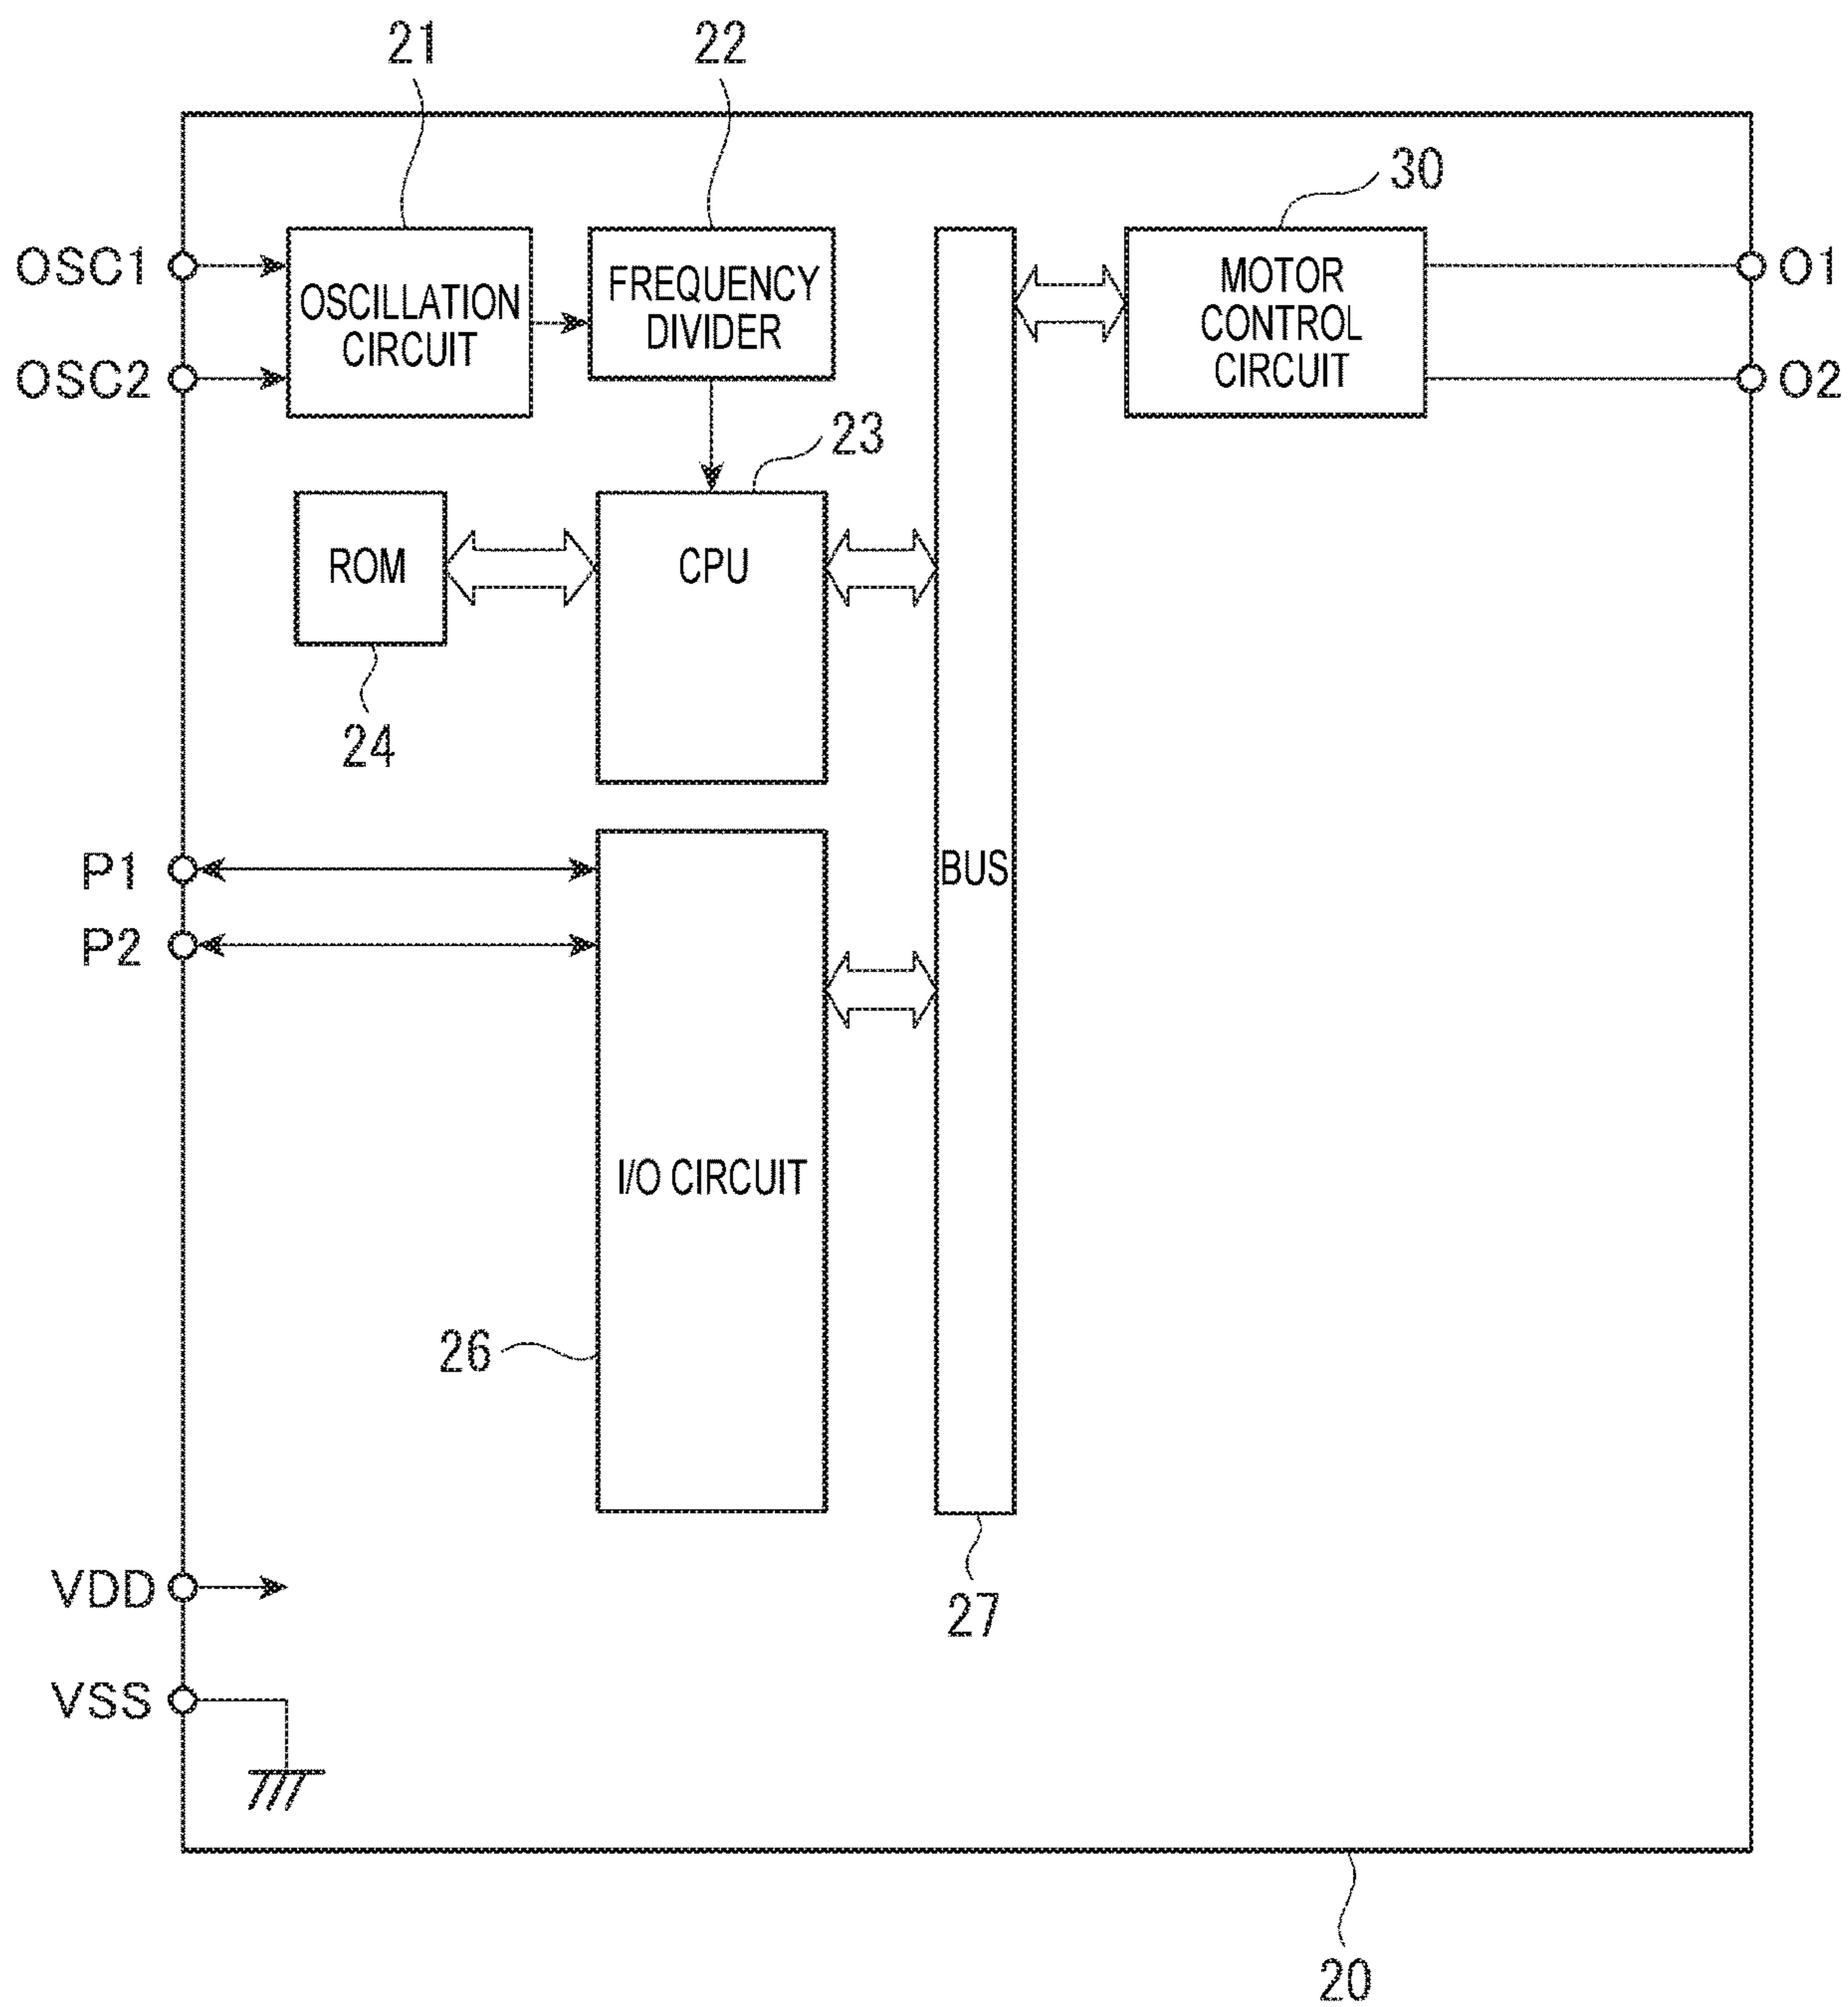 21
22
30
OSC1
OSCILLATION
CIRCUIT
FREQUENCY
DIVIDER
MOTOR
CONTROL
CIRCUIT
O1
OSC2
O2
23
ROM
CPU
24
P1
BUS
P2
I/O CIRCUIT
26
VDD
27
VSS
20